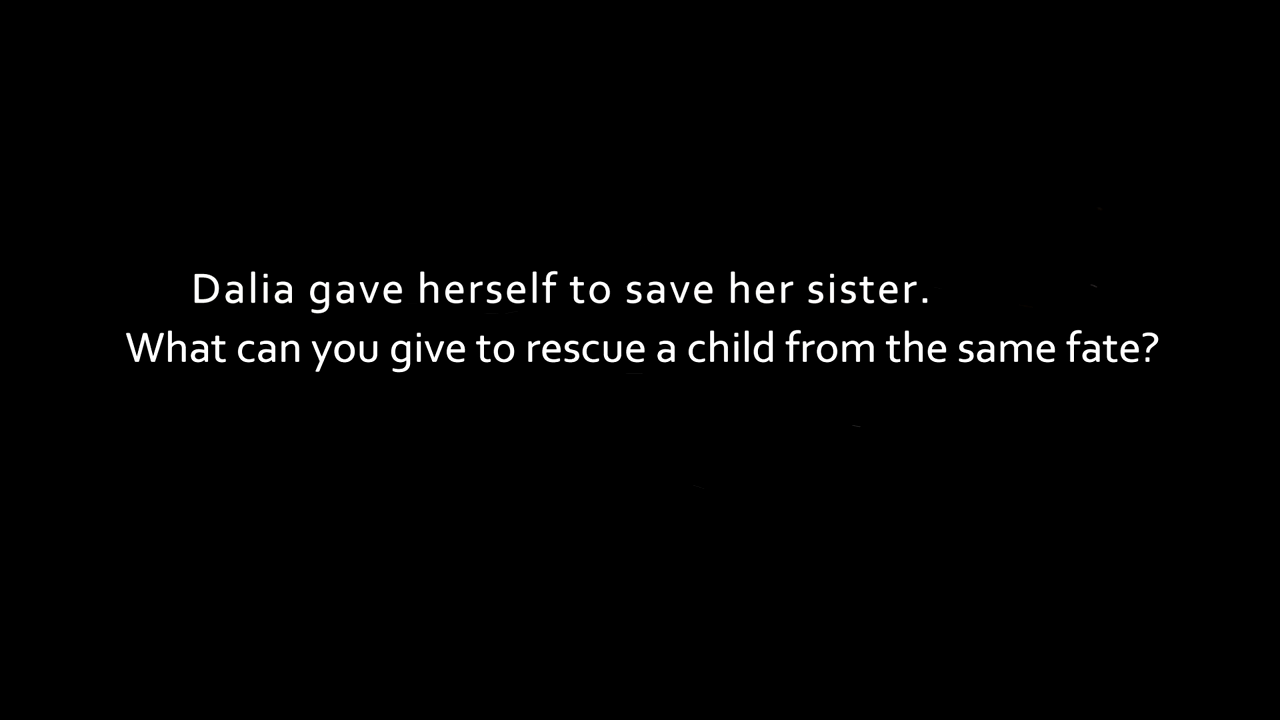 Dalia gave herself to save her sister.
What can you give to rescue a child from the same fate?